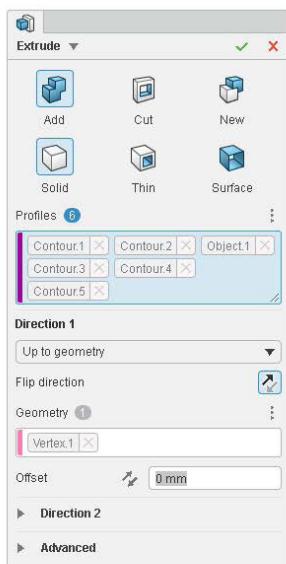 Extrude
Add Cut New
Solid Thin Surface
Profiles 6
Contour.1 Contour.2 Object.1
Contour.3 Contour.4
Contour.5
Direction 1
Up to geometry
Flip direction
Geometry 1
Vertex.1
Offset 0 mm
Direction 2
Advanced